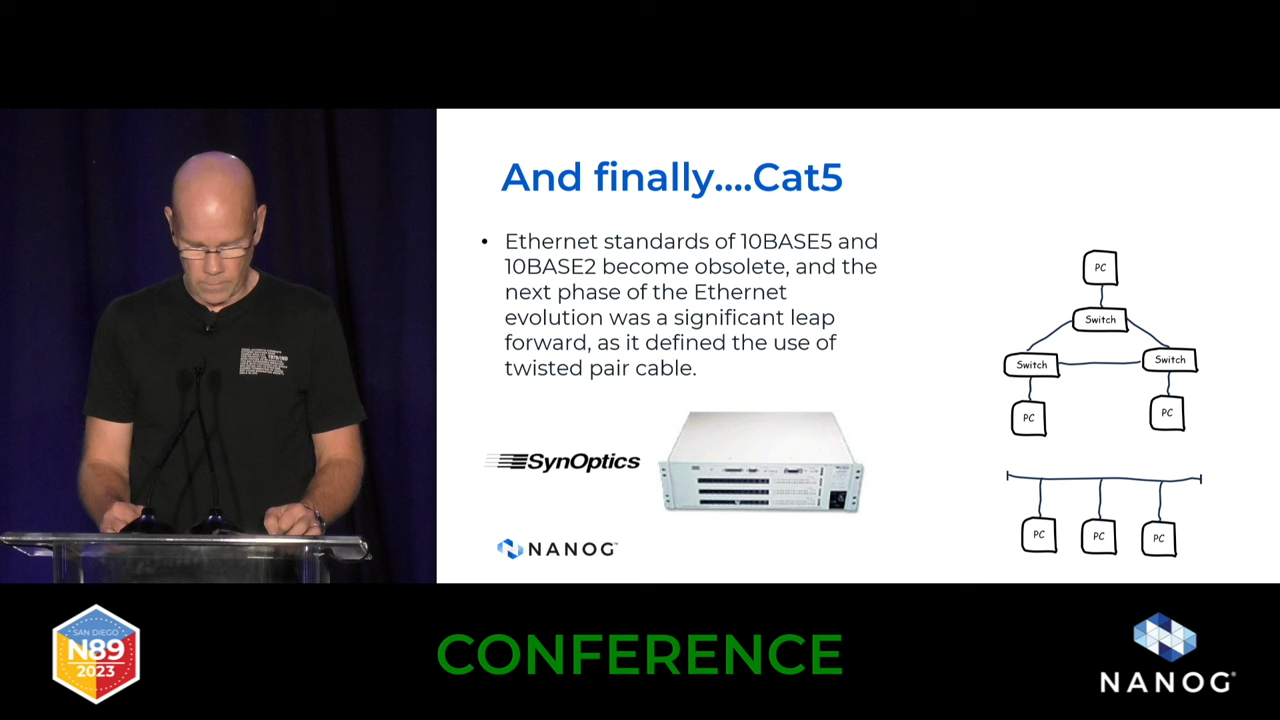 And finally....Cat5
• Ethernet standards of 10BASE5 and
10BASE2 become obsolete, and the
next phase of the Ethernet
evolution was a significant leap
forward, as it defined the use of
twisted pair cable.
SynOptics
NANOG™
PC
Switch
Switch
Switch
PC
PC
PC
PC
PC
SAN DIEGO
N89
2023
CONFERENCE
NANOG®